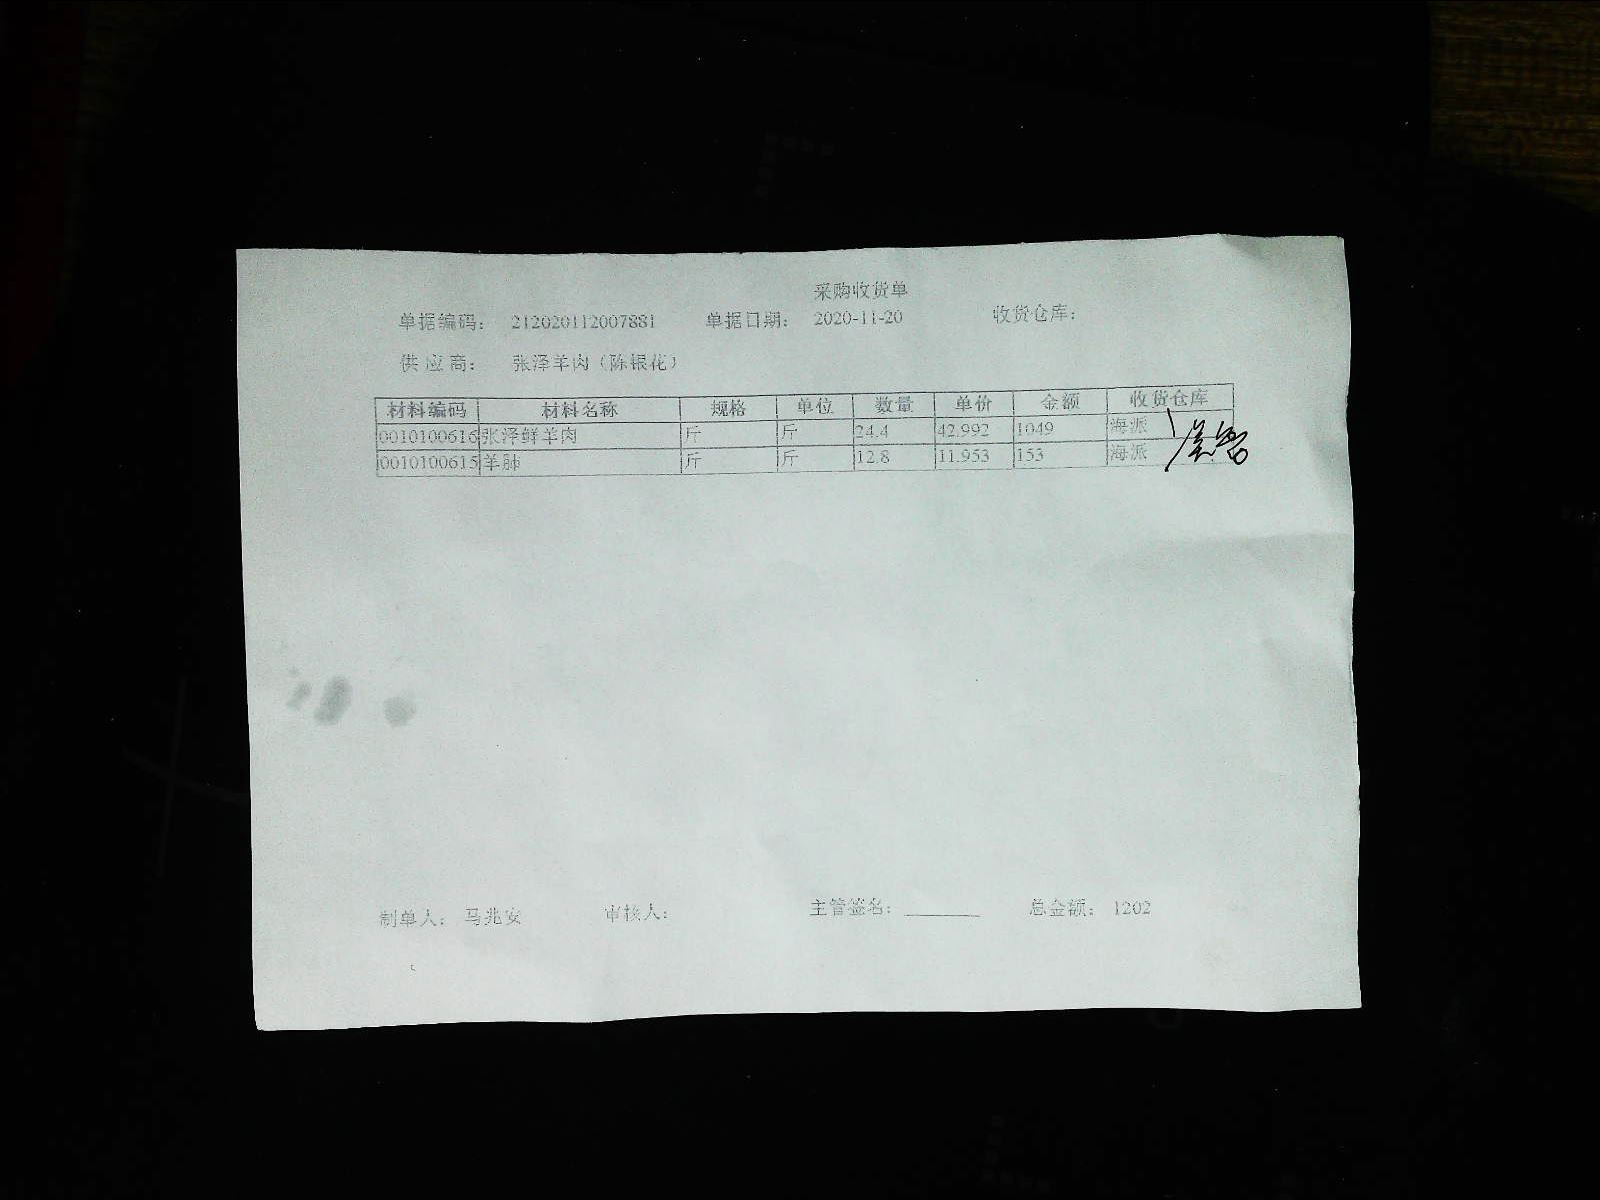 采购收货单
单据编码： 212020112007881 单据日期： 2020-11-20 收货仓库：
供应商： 张泽羊肉（陈银花）
材料编码 材料名称 规格 单位 数量 单价 金额 收货仓库
0010100616 张泽鲜羊肉 斤 斤 24.4 42.992 1049 海派
0010100615 羊肺 斤 斤 12.8 11.953 153 海派
制单人： 马兆安 审核人： 主管签名： 总金额： 1202